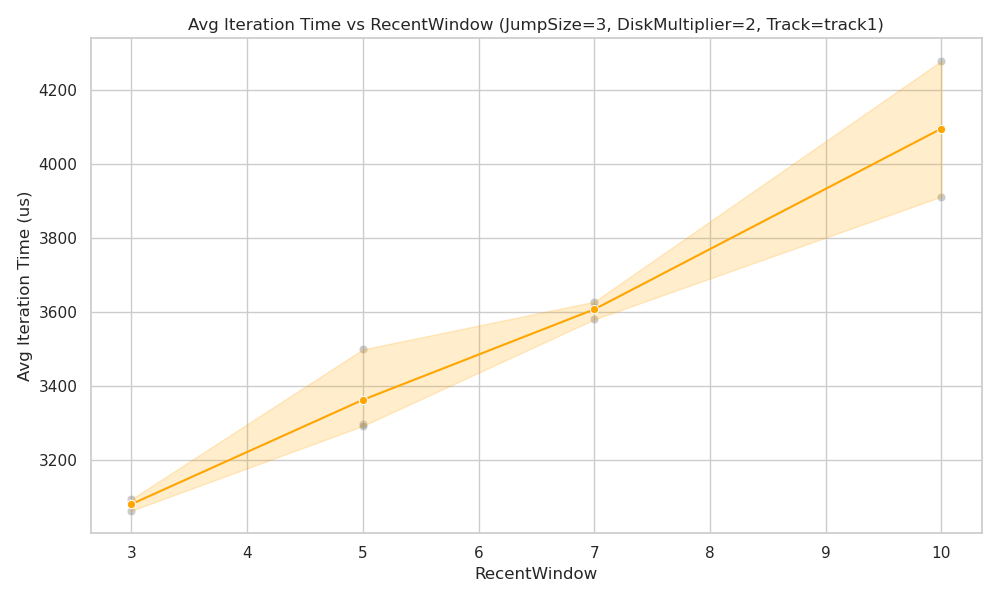 Avg Iteration Time vs RecentWindow (JumpSize=3, DiskMultiplier=2, Track=track1)
Avg Iteration Time (us)
4200
4000
3800
3600
3400
3200
3 4 5 6 7 8 9 10
RecentWindow